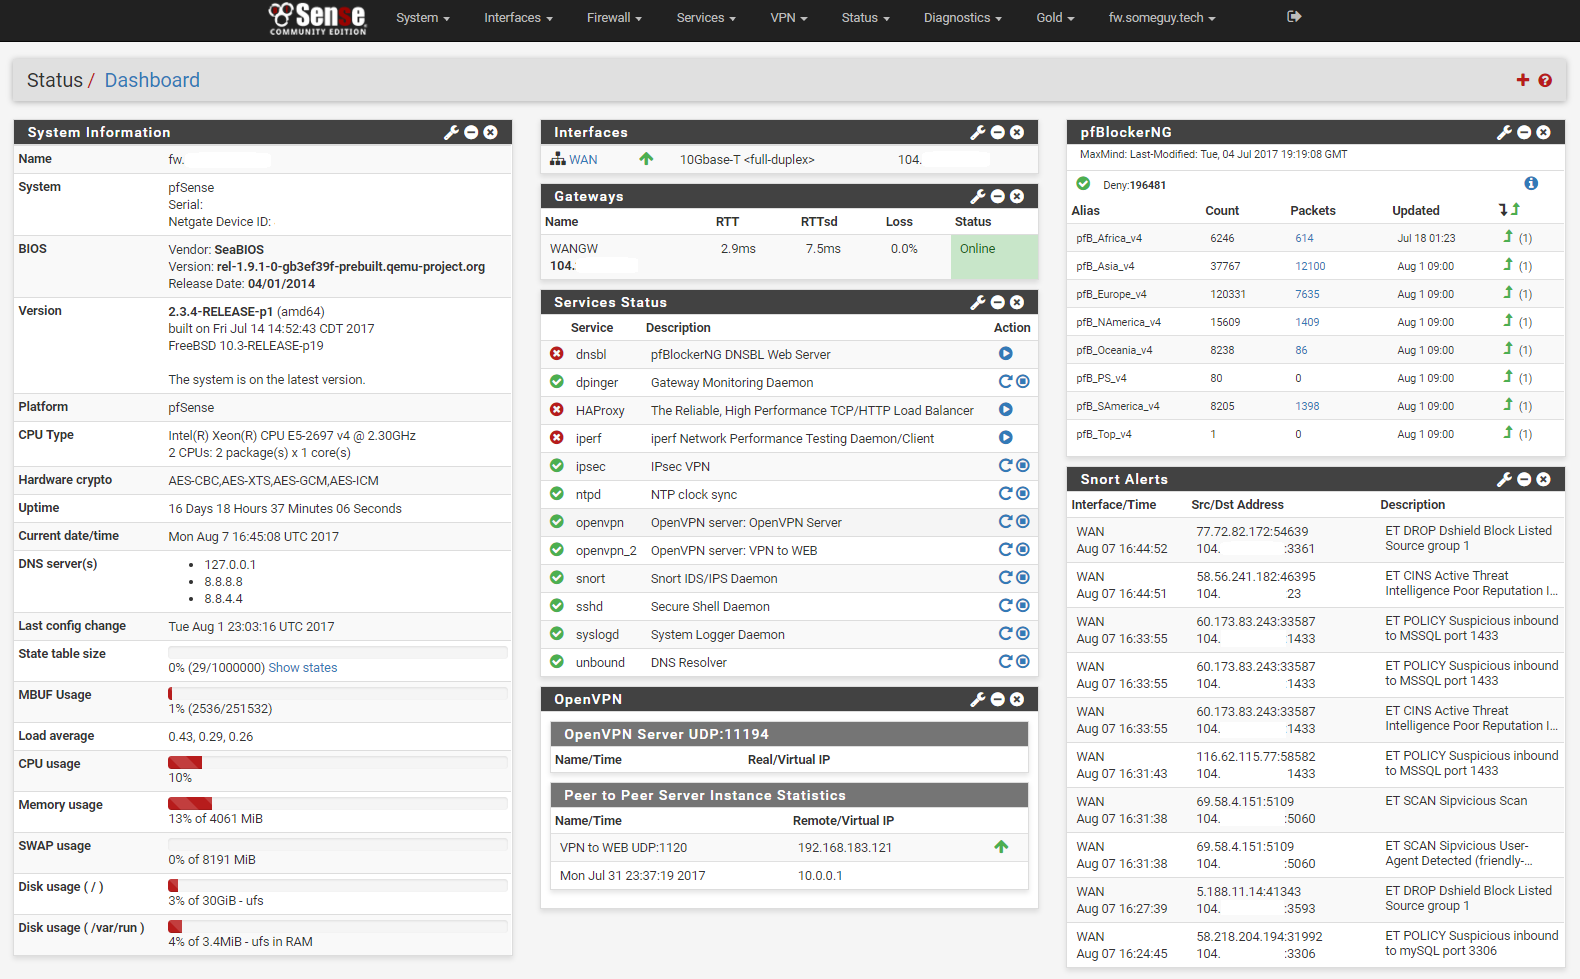 Sense
COMMUNITY EDITION
System Interfaces Firewall Services VPN Status Diagnostics Gold fw.someguy.tech
Status / Dashboard
System Information
Name fw.
System pfSense
Serial:
Netgate Device ID:
BIOS Vendor: SeaBIOS
Version: rel-1.9.1-0-gb3ef39f-prebuilt.qemu-project.org
Release Date: 04/01/2014
Version 2.3.4-RELEASE-p1 (amd64)
built on Fri Jul 14 14:52:43 CDT 2017
FreeBSD 10.3-RELEASE-p19
The system is on the latest version.
Platform pfSense
CPU Type Intel(R) Xeon(R) CPU E5-2697 v4 @ 2.30GHz
2 CPUs: 2 package(s) x 1 core(s)
Hardware crypto AES-CBC,AES-XTS,AES-GCM,AES-ICM
Uptime 16 Days 18 Hours 37 Minutes 06 Seconds
Current date/time Mon Aug 7 16:45:08 UTC 2017
DNS server(s)
• 127.0.0.1
• 8.8.8.8
• 8.8.4.4
Last config change Tue Aug 1 23:03:16 UTC 2017
State table size
0% (29/1000000) Show states
MBUF Usage
1% (2536/251532)
Load average 0.43, 0.29, 0.26
CPU usage
10%
Memory usage
13% of 4061 MiB
SWAP usage
0% of 8191 MiB
Disk usage ( / )
3% of 30GiB - ufs
Disk usage ( /var/run )
4% of 3.4MiB - ufs in RAM
Interfaces
WAN 10Gbase-T <full-duplex> 104.
Gateways
Name RTT RTTsd Loss Status
WANGW 2.9ms 7.5ms 0.0% Online
104.
Services Status
Service Description Action
dnsbl pfBlockerNG DNSBL Web Server
dpinger Gateway Monitoring Daemon
HAProxy The Reliable, High Performance TCP/HTTP Load Balancer
iperf iperf Network Performance Testing Daemon/Client
ipsec IPsec VPN
ntpd NTP clock sync
openvpn OpenVPN server: OpenVPN Server
openvpn_2 OpenVPN server: VPN to WEB
snort Snort IDS/IPS Daemon
sshd Secure Shell Daemon
syslogd System Logger Daemon
unbound DNS Resolver
OpenVPN
OpenVPN Server UDP:11194
Name/Time Real/Virtual IP
Peer to Peer Server Instance Statistics
Name/Time Remote/Virtual IP
VPN to WEB UDP:1120 192.168.183.121
Mon Jul 31 23:37:19 2017 10.0.0.1
pfBlockerNG
MaxMind: Last-Modified: Tue, 04 Jul 2017 19:19:08 GMT
Deny:196481
Alias Count Packets Updated
pfB_Africa_v4 6246 614 Jul 18 01:23 (1)
pfB_Asia_v4 37767 12100 Aug 1 09:00 (1)
pfB_Europe_v4 120331 7635 Aug 1 09:00 (1)
pfB_NAmerica_v4 15609 1409 Aug 1 09:00 (1)
pfB_Oceania_v4 8238 86 Aug 1 09:00 (1)
pfB_PS_v4 80 0 Aug 1 09:00 (1)
pfB_SAmerica_v4 8205 1398 Aug 1 09:00 (1)
pfB_Top_v4 1 0 Aug 1 09:00 (1)
Snort Alerts
Interface/Time Src/Dst Address Description
WAN 77.72.82.172:54639 ET DROP Dshield Block Listed
Aug 07 16:44:52 104. :3361 Source group 1
WAN 58.56.241.182:46395 ET CINS Active Threat
Aug 07 16:44:51 104. :23 Intelligence Poor Reputation I...
WAN 60.173.83.243:33587 ET POLICY Suspicious inbound
Aug 07 16:33:55 104. :1433 to MSSQL port 1433
WAN 60.173.83.243:33587 ET POLICY Suspicious inbound
Aug 07 16:33:55 104. :1433 to MSSQL port 1433
WAN 60.173.83.243:33587 ET CINS Active Threat
Aug 07 16:33:55 104. :1433 Intelligence Poor Reputation I...
WAN 116.62.115.77:58582 ET POLICY Suspicious inbound
Aug 07 16:31:43 104. 1433 to MSSQL port 1433
WAN 69.58.4.151:5109 ET SCAN Sipvicious Scan
Aug 07 16:31:38 104. :5060
WAN 69.58.4.151:5109 ET SCAN Sipvicious User-
Aug 07 16:31:38 104. :5060 Agent Detected (friendly-...
WAN 5.188.11.14:41343 ET DROP Dshield Block Listed
Aug 07 16:27:39 104. :3593 Source group 1
WAN 58.218.204.194:31992 ET POLICY Suspicious inbound
Aug 07 16:24:45 104. :3306 to mySQL port 3306